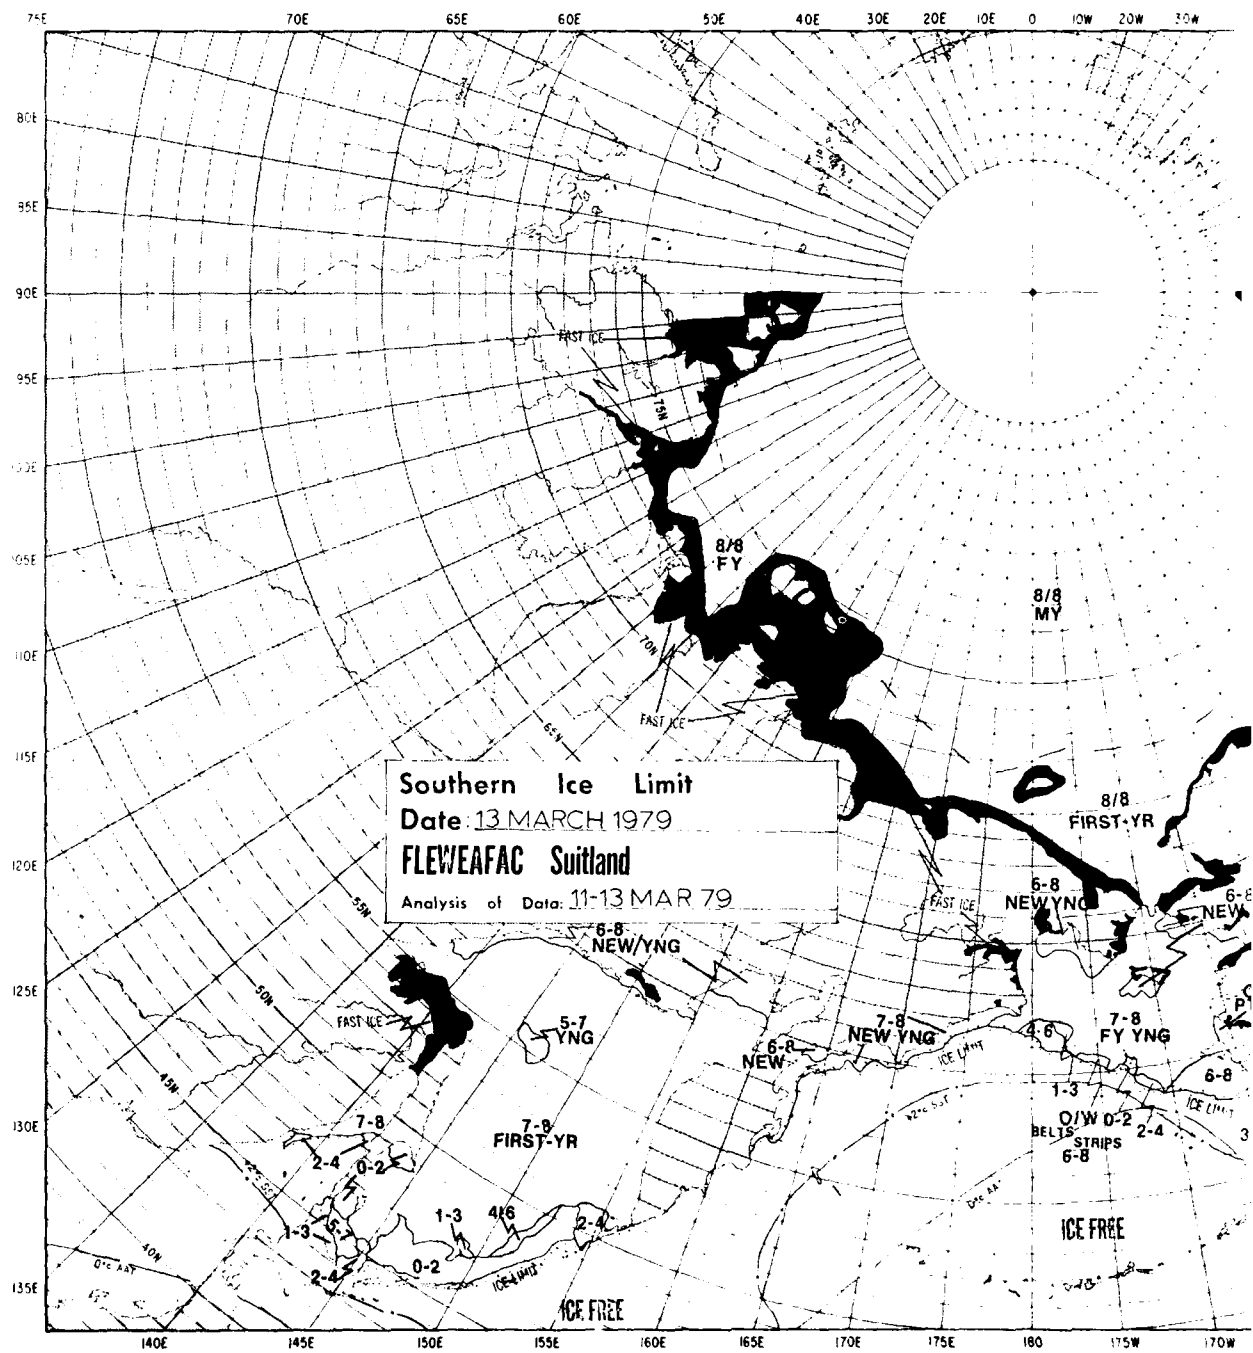 75E 70E 65E 60E 50E 40E 30E 20E 10E 0 10W 20W 30W
80E
85E
90E
FAST ICE
95E
75N
105E
8/8
FY
8/8
MY
110E
70N
FAST ICE
65N
115E
Southern Ice Limit
Date: 13 MARCH 1979
FLEWEAFAC Suitland
Analysis of Data: 11-13 MAR 79
8/8
FIRST-YR
120E
55N
6-8
NEW/YNG
FAST ICE
6-8
NEW YNG
6-8
NEW
125E
50N
FAST ICE
5-7
YNG
6-8
NEW
7-8
NEW YNG
ICE LIMIT
4-6
7-8
FY YNG
6-8
45N
+2°C SST
1-3
ICE LIMIT
130E
7-8
2-4
0-2
7-8
FIRST-YR
O/W 0-2
BELTS
STRIPS
2-4
6-8
0°C AAT
ICE FREE
1-3
5-7
2-4
0-2
1-3
4-6
2-4
ICE LIMIT
40N
0°C AAT
135E
ICE FREE
140E 145E 150E 155E 160E 165E 170E 175E 180 175W 170W